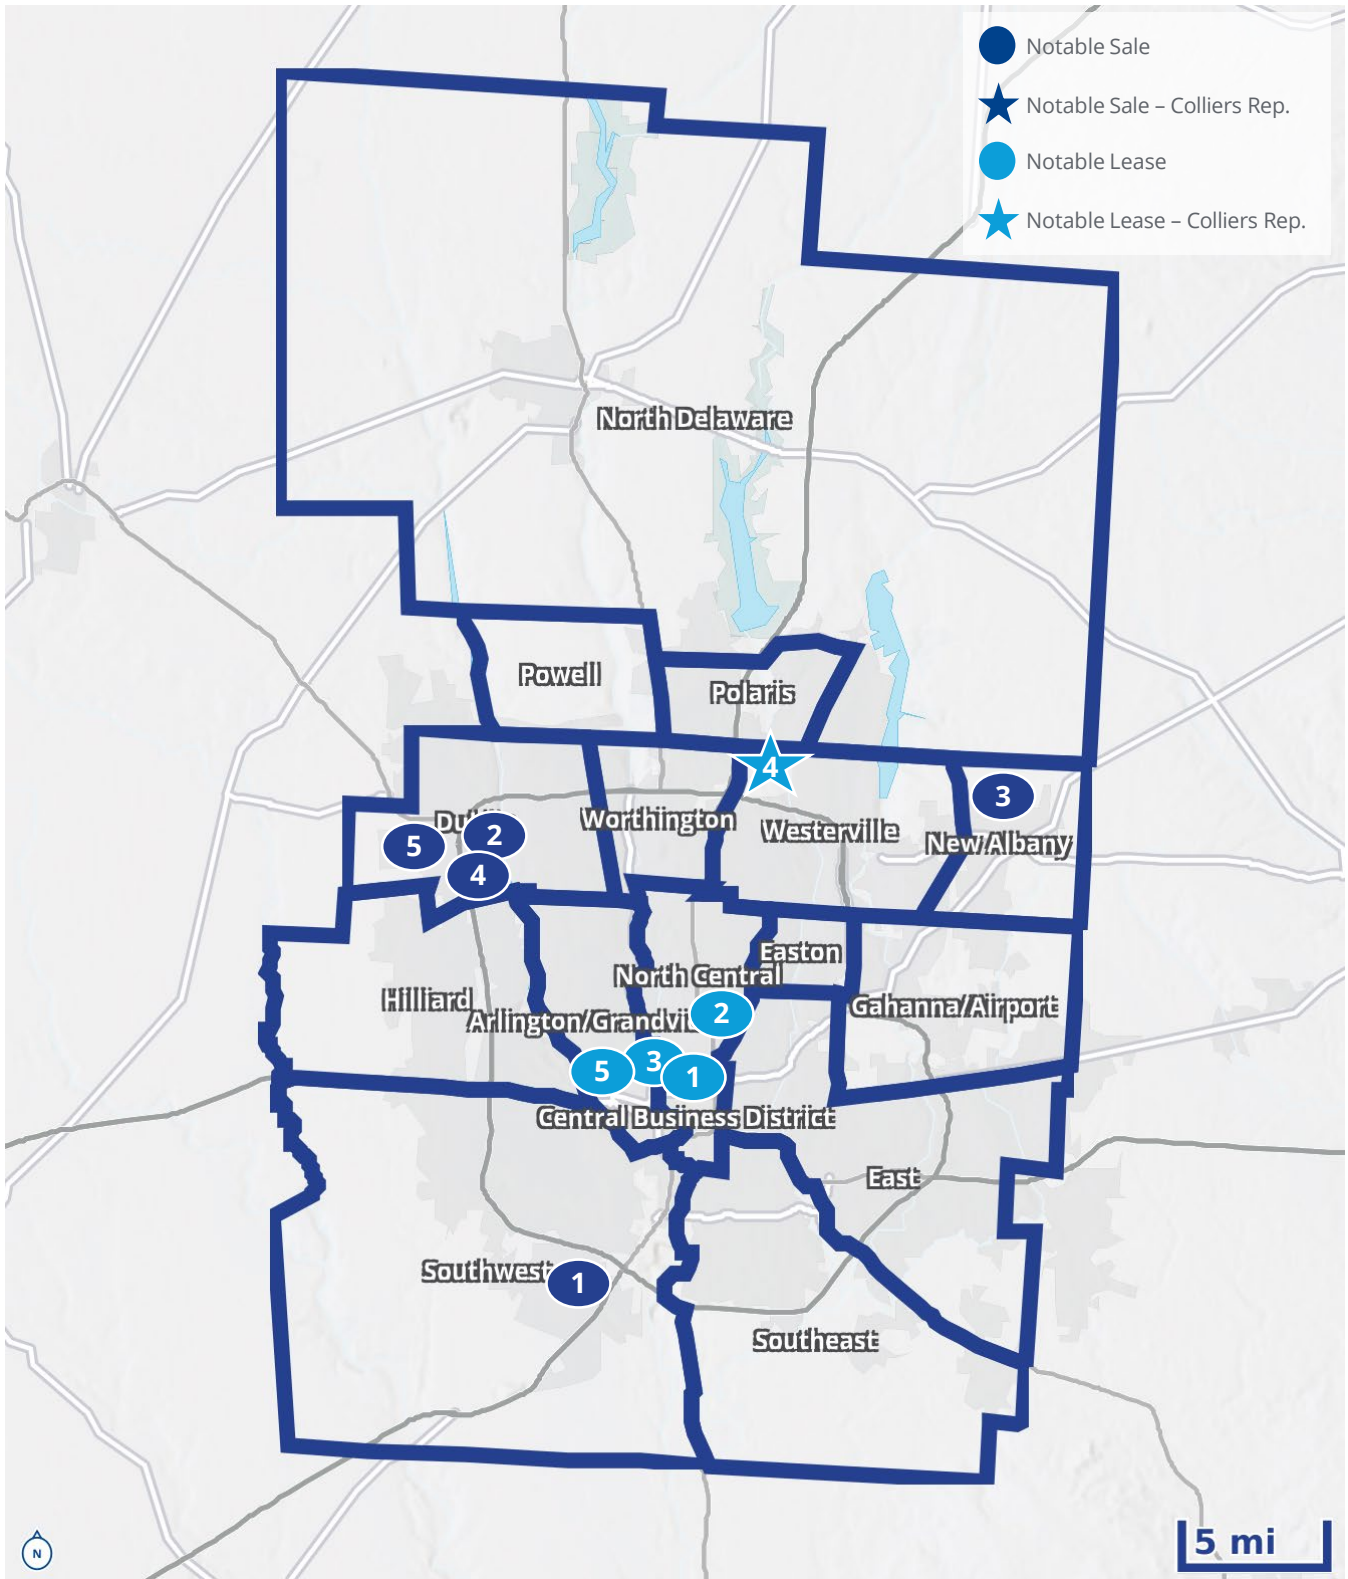 Notable Sale
Notable Sale – Colliers Rep.
Notable Lease
Notable Lease – Colliers Rep.
North Delaware
Powell
Polaris
4
3
Worthington
Westerville
New Albany
2
5
4
Easton
North Central
Hilliard
Gahanna/Airport
2
5
3
1
Central Business District
East
Southwest
1
Southeast
5 mi
N